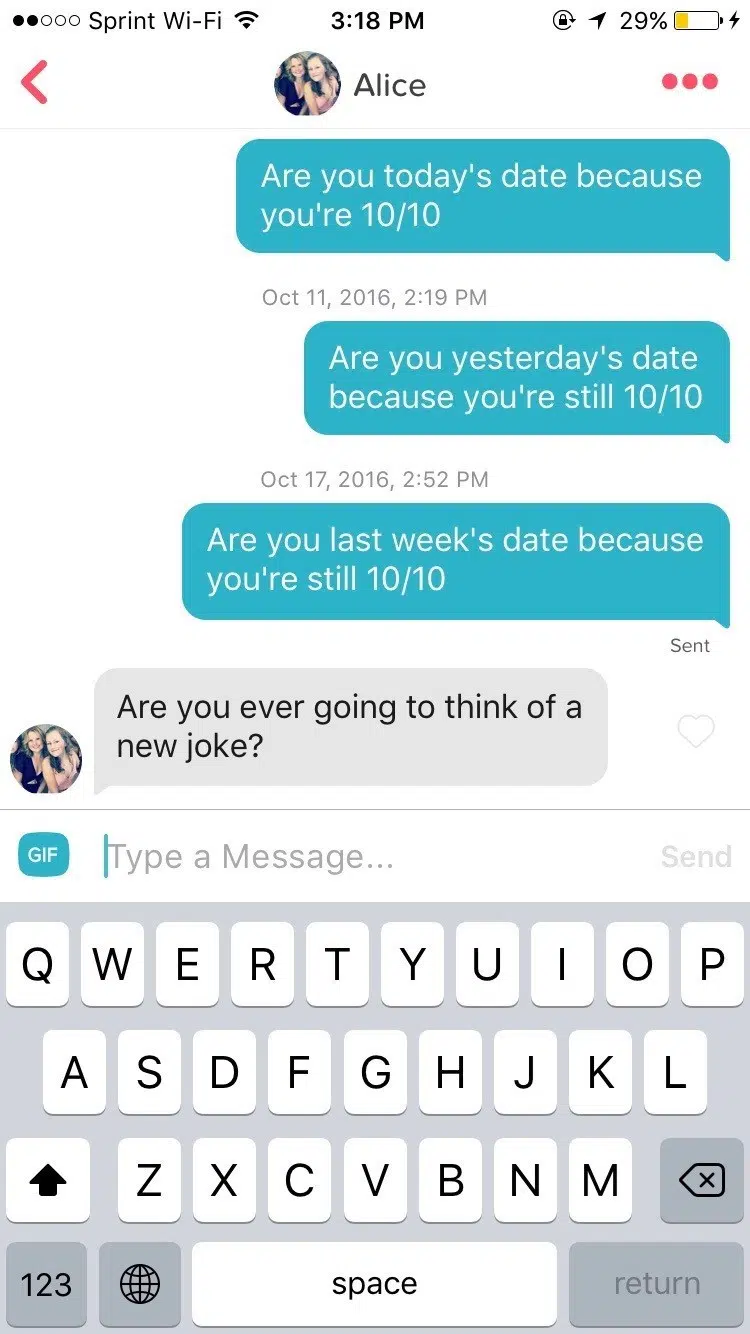 Sprint Wi-Fi 3:18 PM 29%
Alice
Are you today's date because
you're 10/10
Oct 11, 2016, 2:19 PM
Are you yesterday's date
because you're still 10/10
Oct 17, 2016, 2:52 PM
Are you last week's date because
you're still 10/10
Sent
Are you ever going to think of a
new joke?
GIF Type a Message... Send
Q W E R T Y U I O P
A S D F G H J K L
Z X C V B N M
123 space return